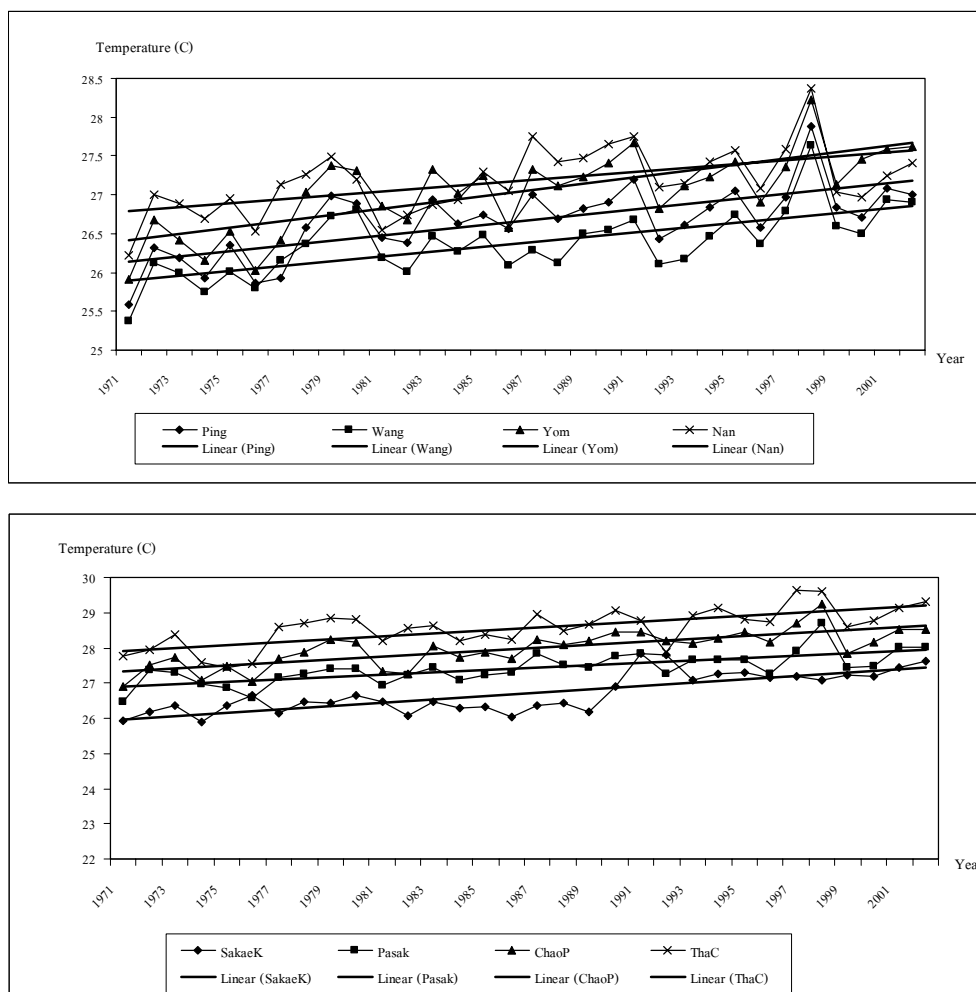 Temperature (C)
28.5
28
27.5
27
26.5
26
25.5
25
Year
1971
1973
1975
1977
1979
1981
1983
1985
1987
1989
1991
1993
1995
1997
1999
2001
Ping
Wang
Yom
Nan
Linear (Ping)
Linear (Wang)
Linear (Yom)
Linear (Nan)
Temperature (C)
30
29
28
27
26
25
24
23
22
Year
1971
1973
1975
1977
1979
1981
1983
1985
1987
1989
1991
1993
1995
1997
1999
2001
SakaeK
Pasak
ChaoP
ThaC
Linear (SakaeK)
Linear (Pasak)
Linear (ChaoP)
Linear (ThaC)